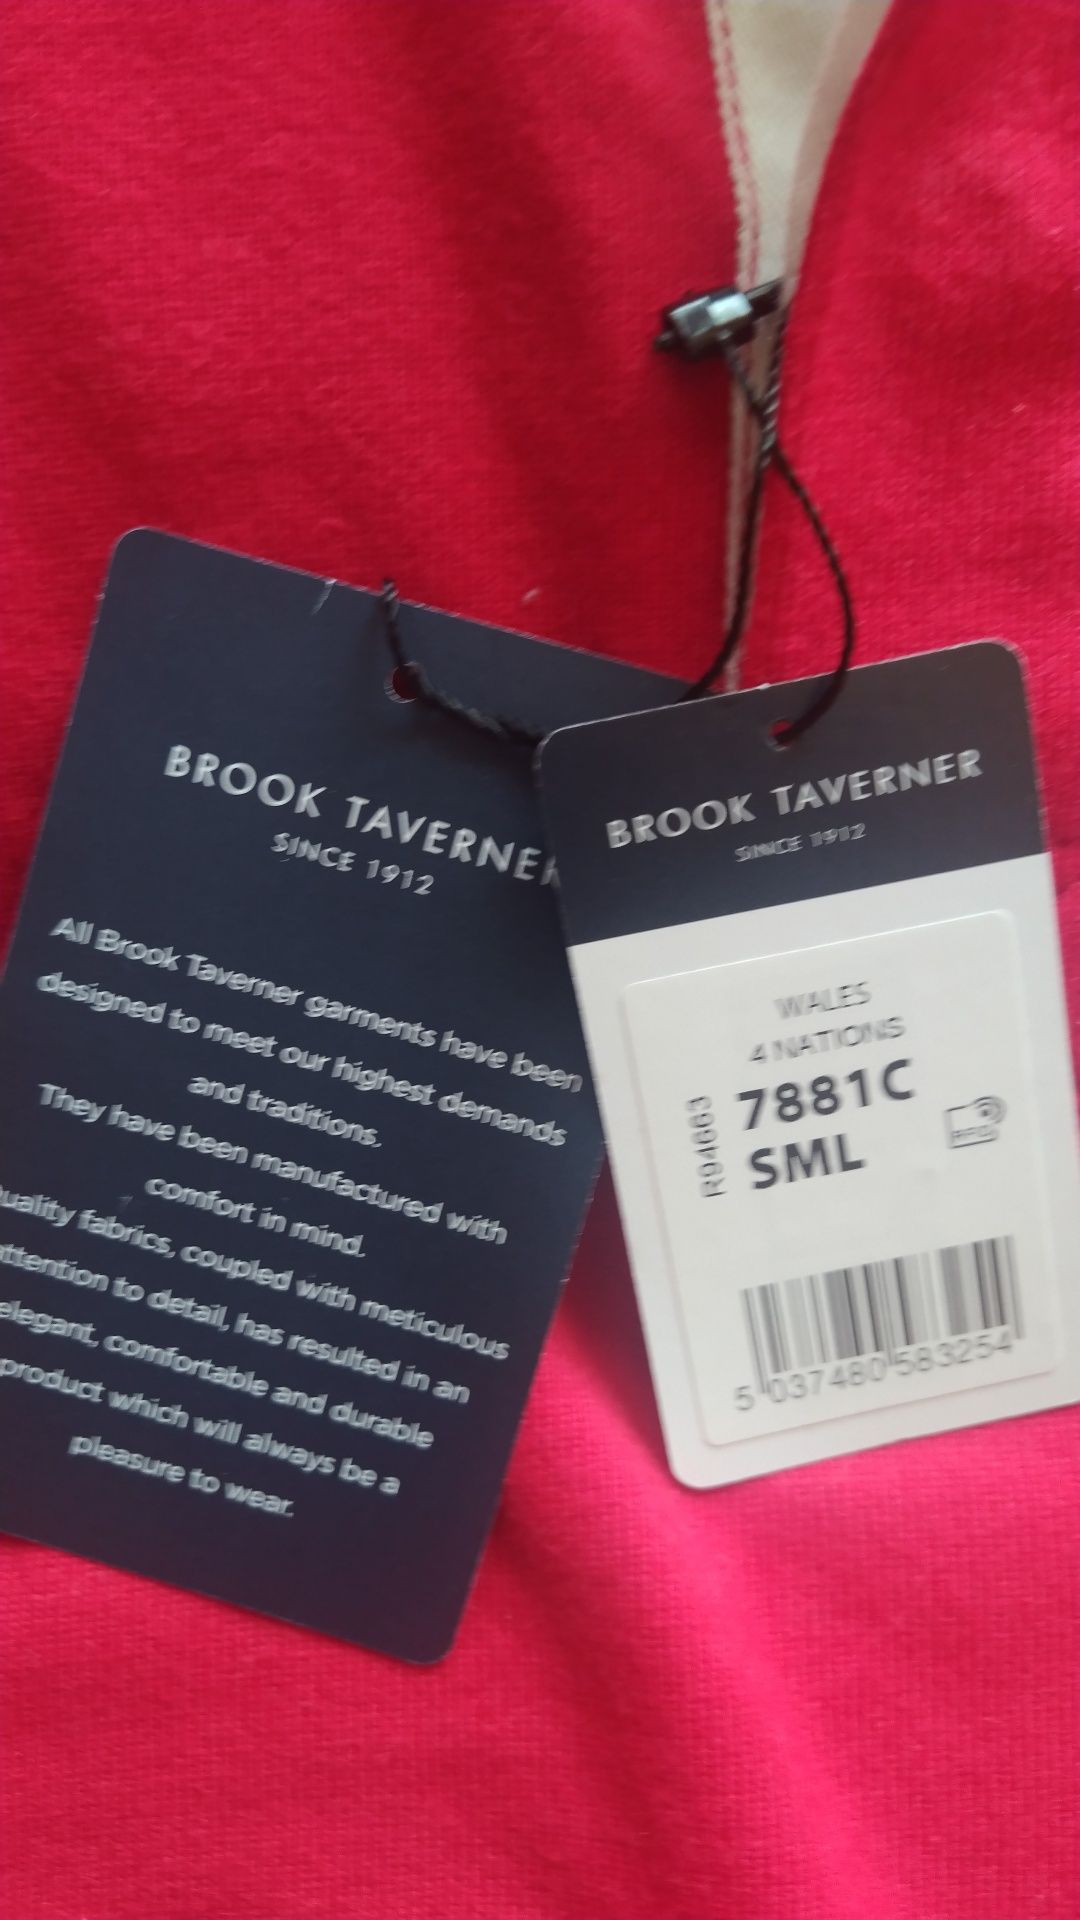 BROOK TAVERNER
SINCE 1912
All Brook Taverner garments have been
designed to meet our highest demands
and traditions.
They have been manufactured with
comfort in mind.
Quality fabrics, coupled with meticulous
attention to detail, has resulted in an
elegant, comfortable and durable
product which will always be a
pleasure to wear.
BROOK TAVERNER
SINCE 1912
WALES
4 NATIONS
7881C
SML
R94663
RFID
5 037480 583254